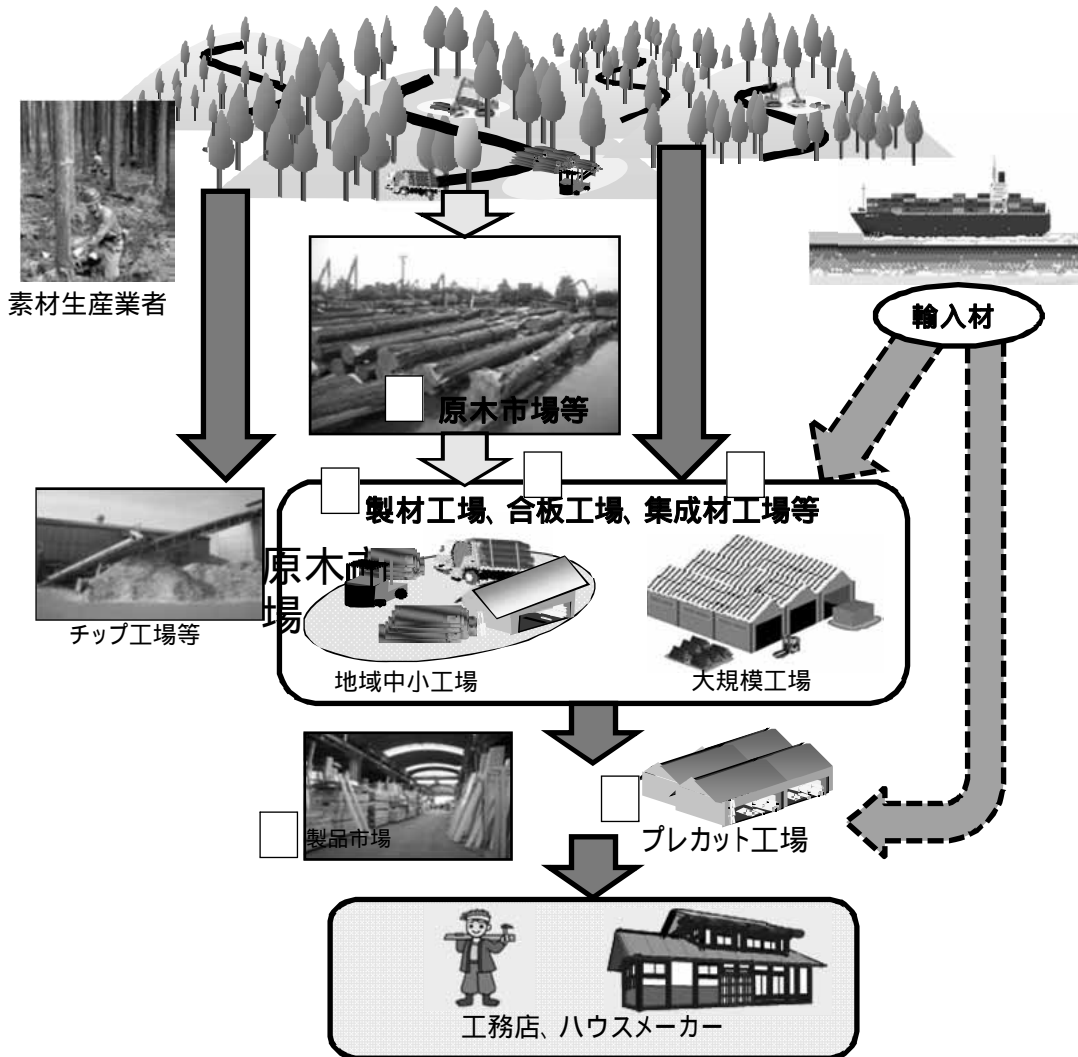 素材生産業者
輸入材
原木市場等
製材工場、合板工場、集成材工場等
原木市
場
チップ工場等
地域中小工場
大規模工場
製品市場
プレカット工場
工務店、ハウスメーカー